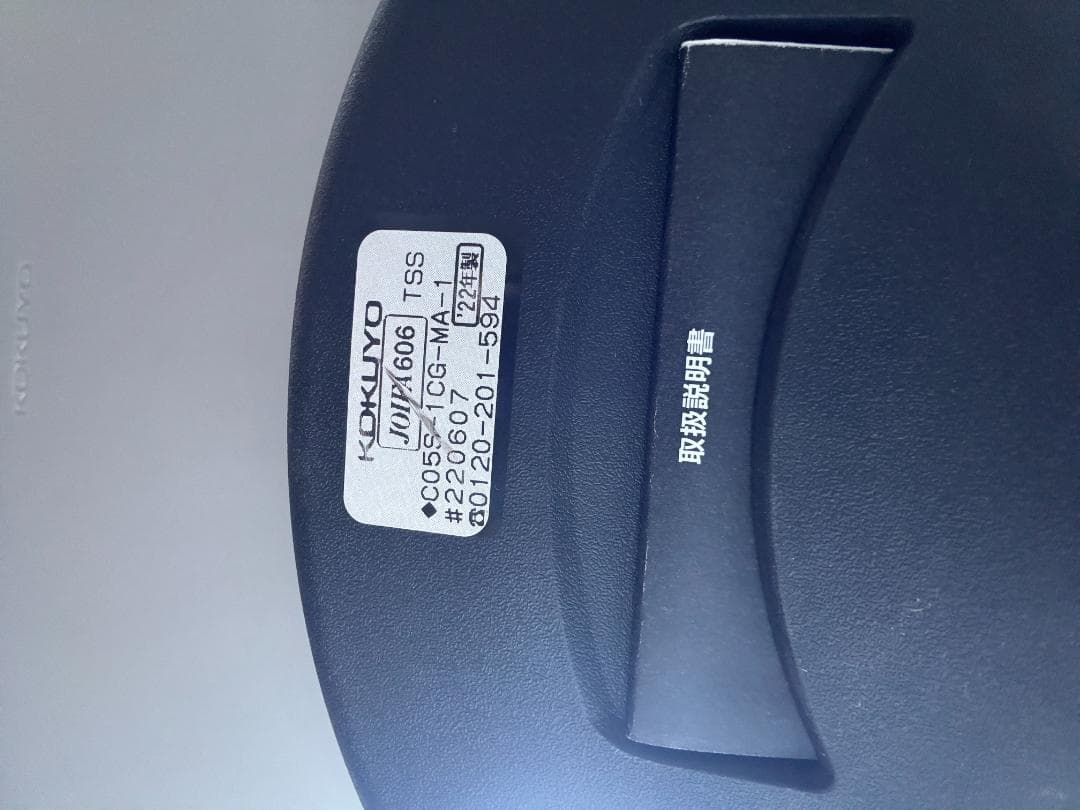 KOKUYO
KOKUYO
JOIFA606 TSS
◆C05S-1CG-MA-1
#220607 '22年製
☎0120-201-594
取扱説明書